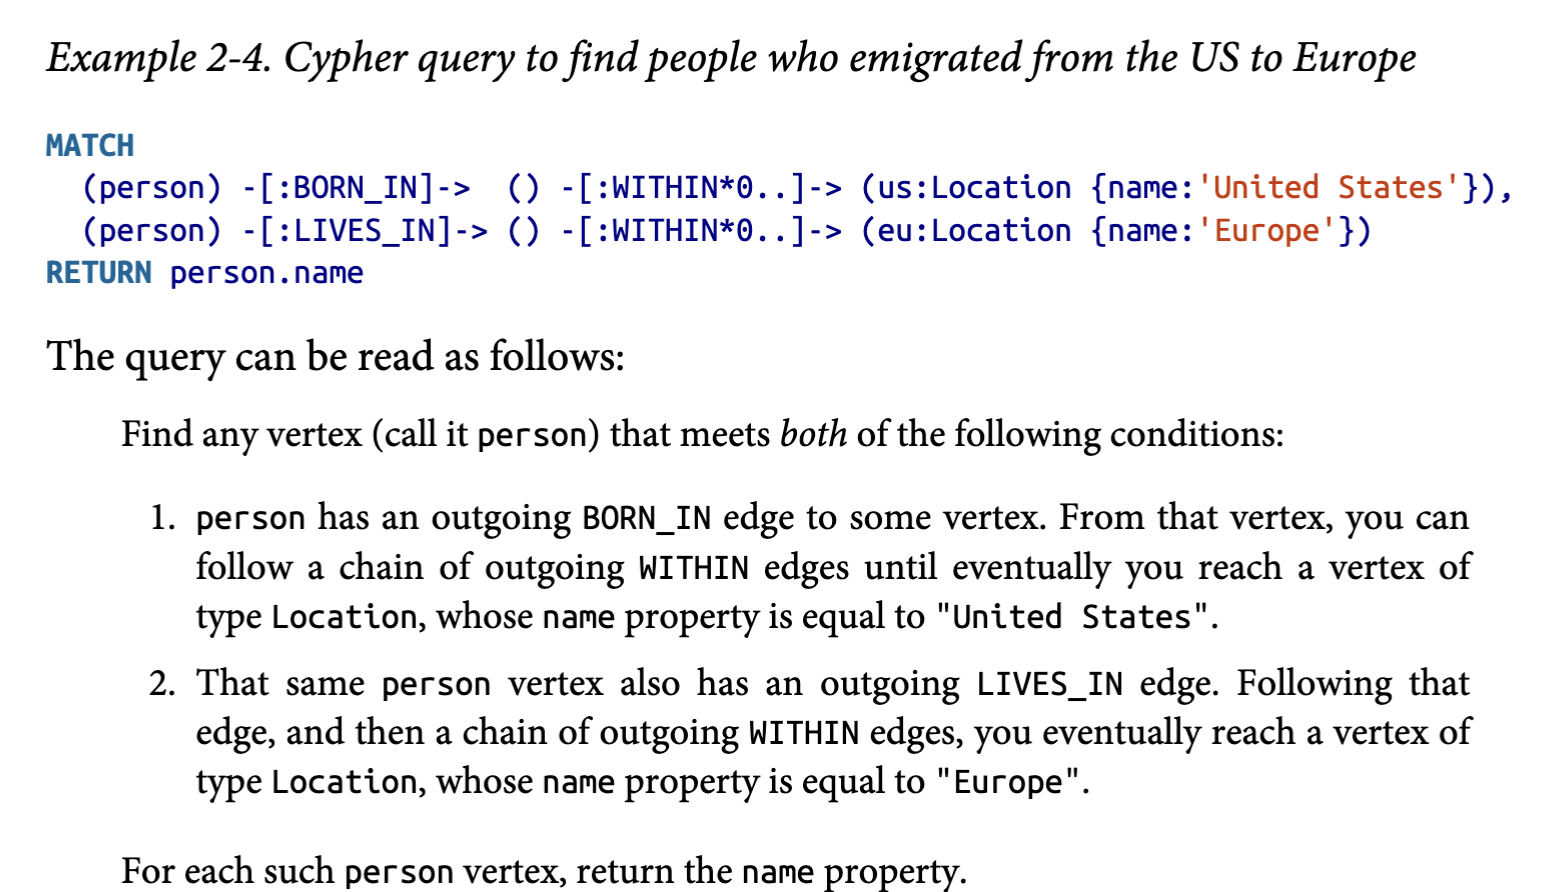 Example 2-4. Cypher query to find people who emigrated from the US to Europe
MATCH
  (person) -[:BORN_IN]->  () -[:WITHIN*0..]-> (us:Location {name:'United States'}),
  (person) -[:LIVES_IN]-> () -[:WITHIN*0..]-> (eu:Location {name:'Europe'})
RETURN person.name
The query can be read as follows:
Find any vertex (call it person) that meets both of the following conditions:
1. person has an outgoing BORN_IN edge to some vertex. From that vertex, you can
follow a chain of outgoing WITHIN edges until eventually you reach a vertex of
type Location, whose name property is equal to "United States".
2. That same person vertex also has an outgoing LIVES_IN edge. Following that
edge, and then a chain of outgoing WITHIN edges, you eventually reach a vertex of
type Location, whose name property is equal to "Europe".
For each such person vertex, return the name property.